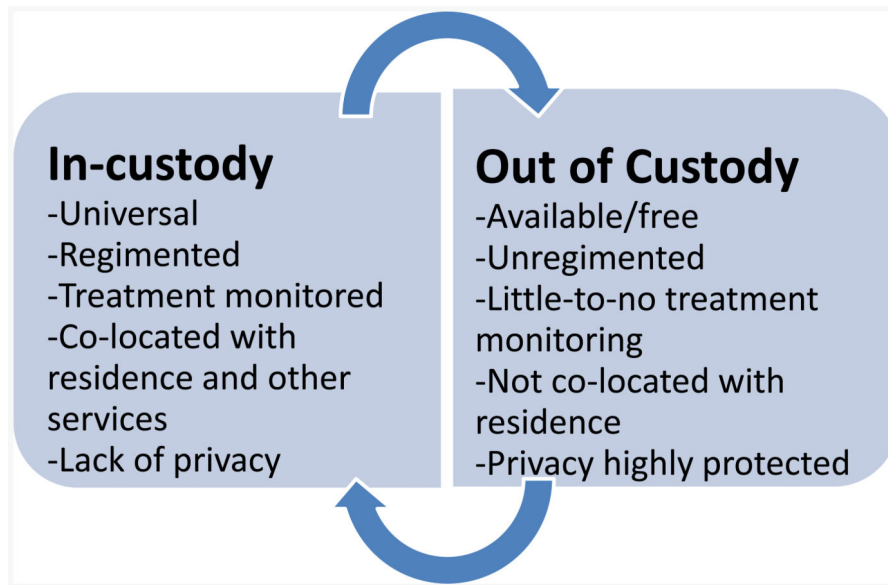 In-custody
-Universal
-Regimented
-Treatment monitored
-Co-located with
residence and other
services
-Lack of privacy
Out of Custody
-Available/free
-Unregimented
-Little-to-no treatment
monitoring
-Not co-located with
residence
-Privacy highly protected